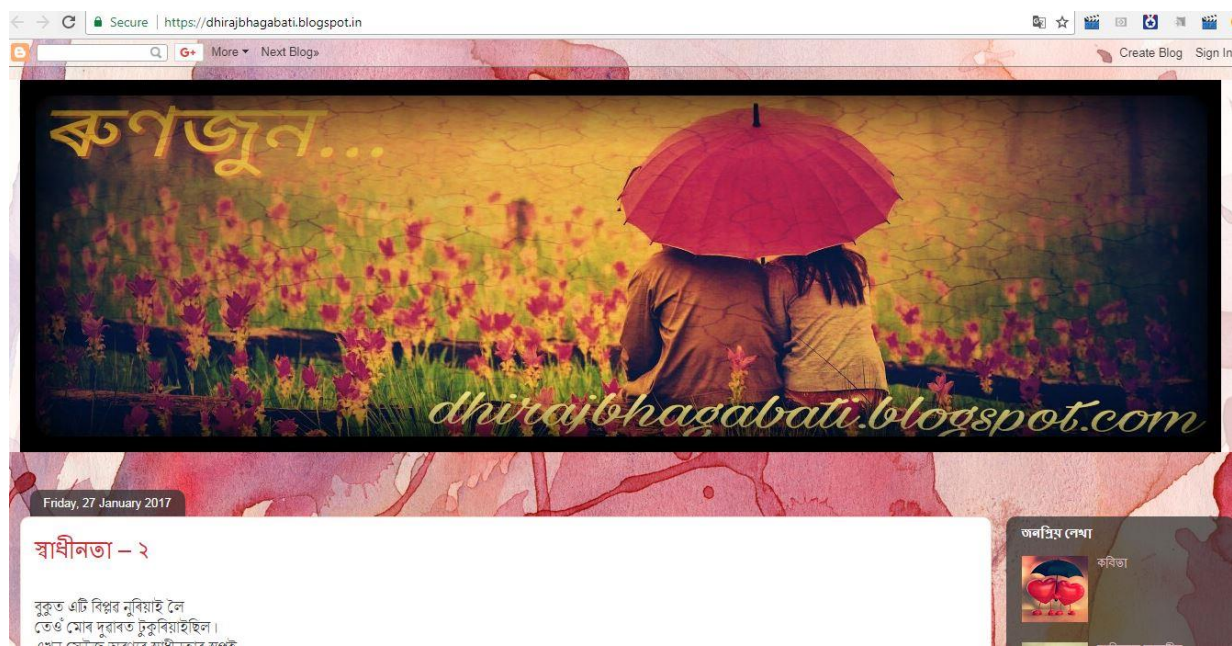 Secure | https://dhirajbhagabati.blogspot.in
G+ More Next Blog» Create Blog Sign In
ৰুণজুন...
dhirajbhagabati.blogspot.com
Friday, 27 January 2017
স্বাধীনতা – ২
বুকুত এটি বিপ্লৱ নুৰিয়াই লৈ
তেওঁ মোৰ দুৱাৰত টুকুৰিয়াইছিল।
জনপ্ৰিয় লেখা
কবিতা